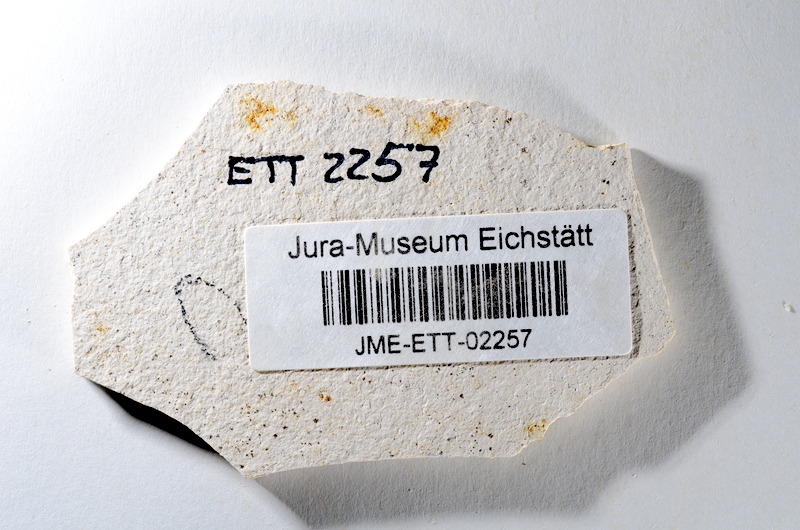 ETT 2257
Jura-Museum Eichstätt
JME-ETT-02257